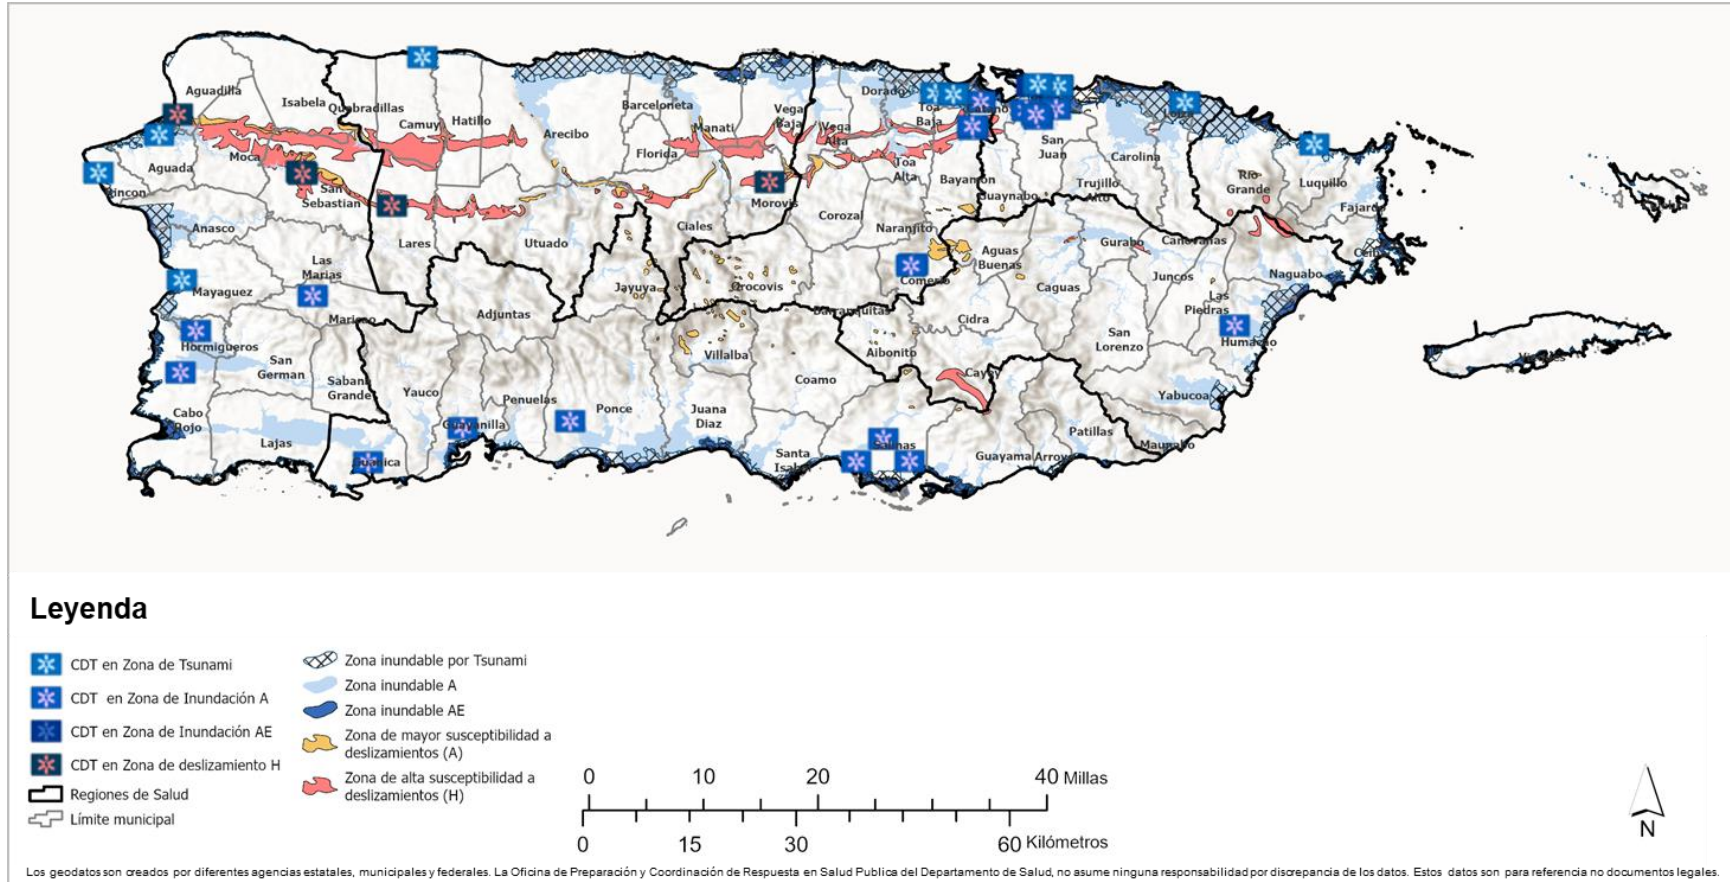 Aguadilla
Isabela
Quebradillas
Camuy
Hatillo
Arecibo
Barceloneta
Manati
Vega
Baja
Vega
Alta
Dorado
Toa
Baja
Loiza
San
Juan
Carolina
Moca
Aguada
Rincon
San
Sebastian
Florida
Toa
Alta
Bayamon
Guaynabo
Trujillo
Alto
Rio
Grande
Luquillo
Fajardo
Anasco
Lares
Utuado
Ciales
Morovis
Corozal
Naranjito
Aguas
Buenas
Gurabo
Canovanas
Ceiba
Las
Marias
Mayaguez
Maricao
Adjuntas
Jayuya
Orocovis
Barranquitas
Comerio
Caguas
Juncos
Naguabo
Las
Piedras
Humacao
Hormigueros
San
German
Sabana
Grande
Yauco
Penuelas
Ponce
Villalba
Coamo
Aibonito
Cidra
Cayey
San
Lorenzo
Yabucoa
Cabo
Rojo
Lajas
Guanica
Guayanilla
Juana
Diaz
Santa
Isabel
Salinas
Guayama
Arroyo
Patillas
Maunabo
Vieques
Leyenda
CDT en Zona de Tsunami
CDT en Zona de Inundación A
CDT en Zona de Inundación AE
CDT en Zona de deslizamiento H
Regiones de Salud
Límite municipal
Zona inundable por Tsunami
Zona inundable A
Zona inundable AE
Zona de mayor susceptibilidad a
deslizamientos (A)
Zona de alta susceptibilidad a
deslizamientos (H)
0 10 20 40 Millas
0 15 30 60 Kilómetros
N
Los geodatos son creados por diferentes agencias estatales, municipales y federales. La Oficina de Preparación y Coordinación de Respuesta en Salud Publica del Departamento de Salud, no asume ninguna responsabilidad por discrepancia de los datos. Estos datos son para referencia no documentos legales.